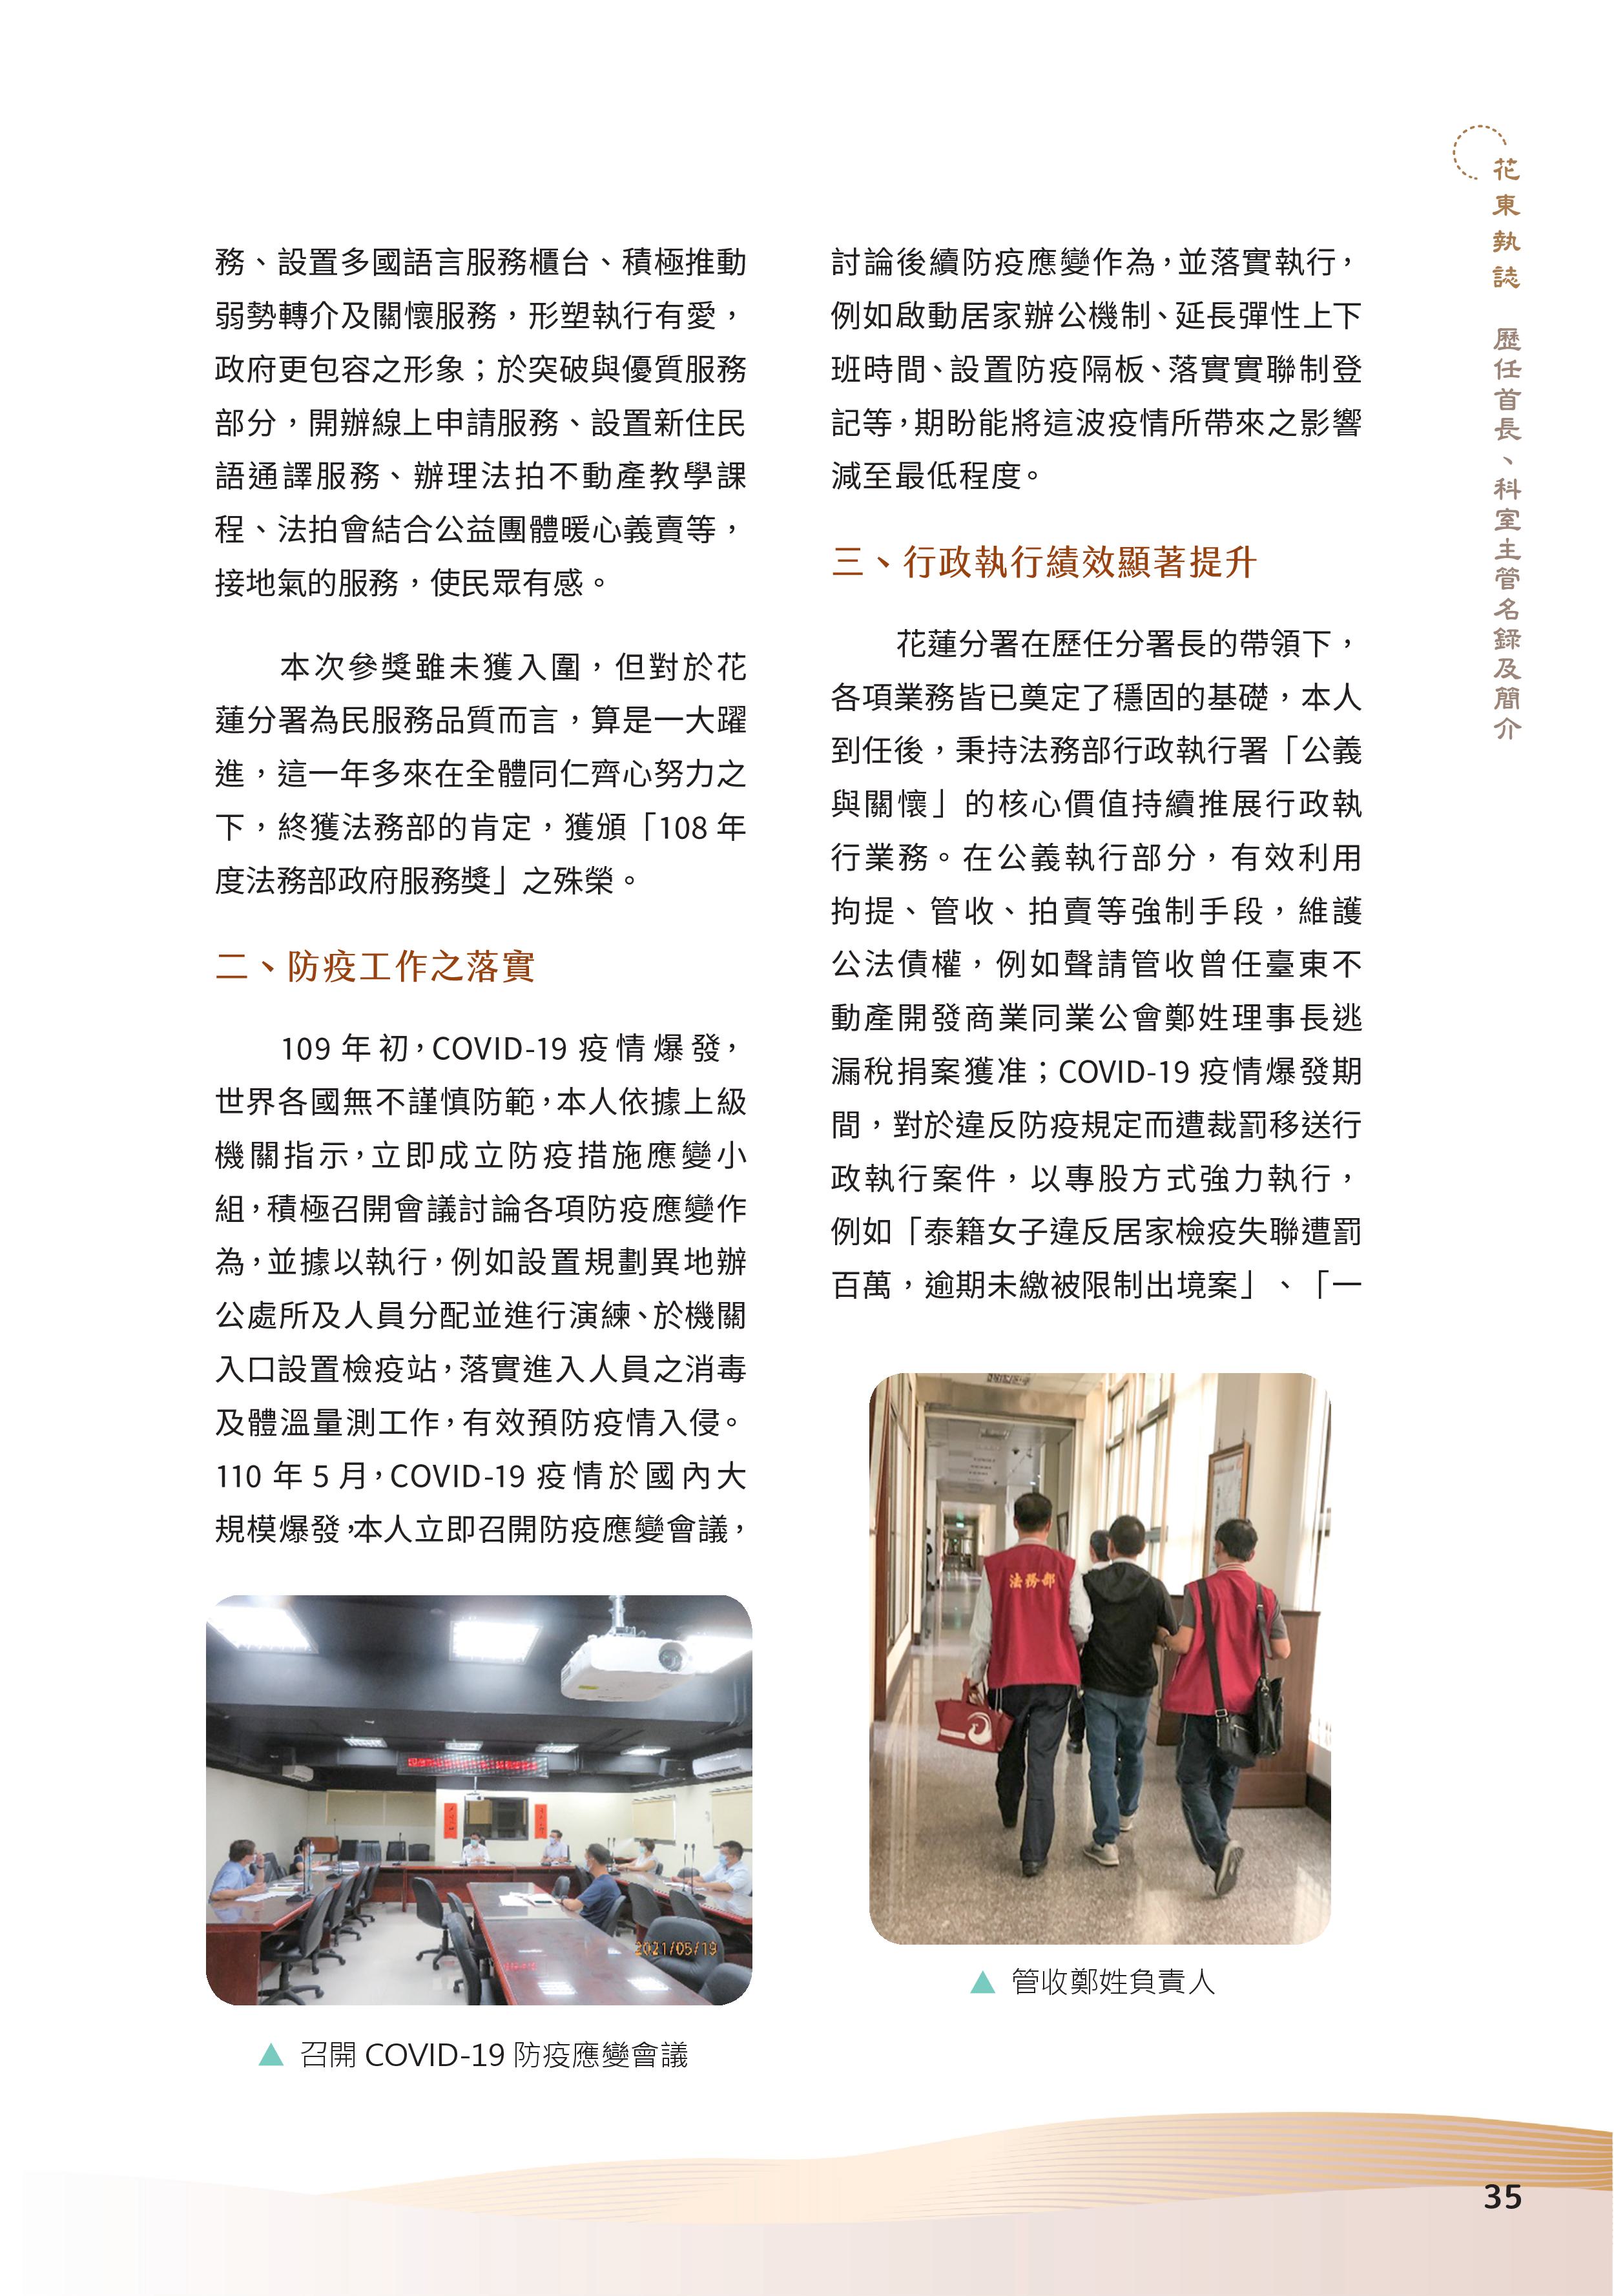 花東執誌 歷任首長、科室主管名錄及簡介
務、設置多國語言服務櫃台、積極推動
弱勢轉介及關懷服務，形塑執行有愛，
政府更包容之形象；於突破與優質服務
部分，開辦線上申請服務、設置新住民
語通譯服務、辦理法拍不動產教學課
程、法拍會結合公益團體暖心義賣等，
接地氣的服務，使民眾有感。
本次參獎雖未獲入圍，但對於花
蓮分署為民服務品質而言，算是一大躍
進，這一年多來在全體同仁齊心努力之
下，終獲法務部的肯定，獲頒「108 年
度法務部政府服務獎」之殊榮。
二、防疫工作之落實
109 年初，COVID-19 疫情爆發，
世界各國無不謹慎防範，本人依據上級
機關指示，立即成立防疫措施應變小
組，積極召開會議討論各項防疫應變作
為，並據以執行，例如設置規劃異地辦
公處所及人員分配並進行演練、於機關
入口設置檢疫站，落實進入人員之消毒
及體溫量測工作，有效預防疫情入侵。
110 年 5 月，COVID-19 疫情於國內大
規模爆發，本人立即召開防疫應變會議，
2021/05/19
▲ 召開 COVID-19 防疫應變會議
討論後續防疫應變作為，並落實執行，
例如啟動居家辦公機制、延長彈性上下
班時間、設置防疫隔板、落實實聯制登
記等，期盼能將這波疫情所帶來之影響
減至最低程度。
三、行政執行績效顯著提升
花蓮分署在歷任分署長的帶領下，
各項業務皆已奠定了穩固的基礎，本人
到任後，秉持法務部行政執行署「公義
與關懷」的核心價值持續推展行政執
行業務。在公義執行部分，有效利用
拘提、管收、拍賣等強制手段，維護
公法債權，例如聲請管收曾任臺東不
動產開發商業同業公會鄭姓理事長逃
漏稅捐案獲准；COVID-19 疫情爆發期
間，對於違反防疫規定而遭裁罰移送行
政執行案件，以專股方式強力執行，
例如「泰籍女子違反居家檢疫失聯遭罰
百萬，逾期未繳被限制出境案」、「一
法務部
▲ 管收鄭姓負責人
35